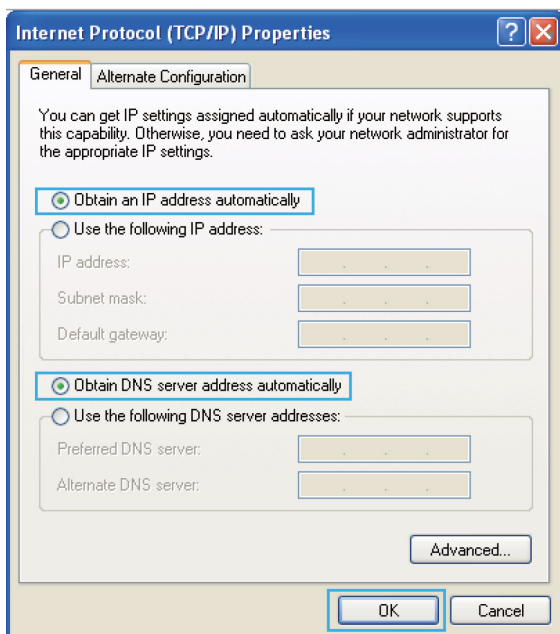 Internet Protocol (TCP/IP) Properties
General
Alternate Configuration
You can get IP settings assigned automatically if your network supports
this capability. Otherwise, you need to ask your network administrator for
the appropriate IP settings.
Obtain an IP address automatically
Use the following IP address:
IP address:
Subnet mask:
Default gateway:
Obtain DNS server address automatically
Use the following DNS server addresses:
Preferred DNS server:
Alternate DNS server:
Advanced...
OK
Cancel